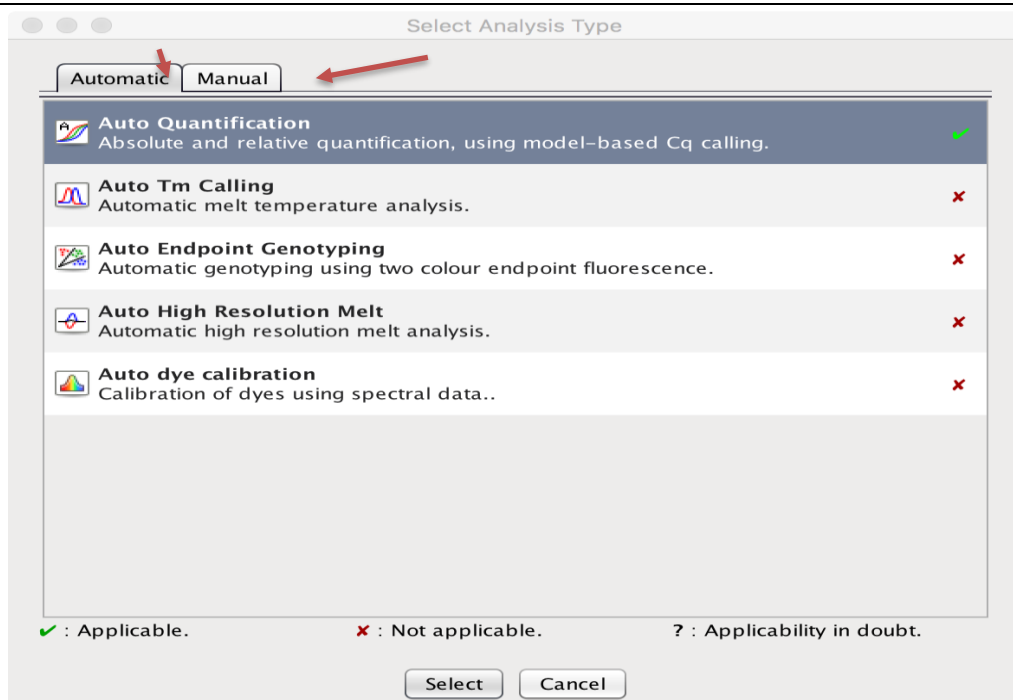 Select Analysis Type
Automatic Manual
Auto Quantification
Absolute and relative quantification, using model-based Cq calling.
Auto Tm Calling
Automatic melt temperature analysis.
Auto Endpoint Genotyping
Automatic genotyping using two colour endpoint fluorescence.
Auto High Resolution Melt
Automatic high resolution melt analysis.
Auto dye calibration
Calibration of dyes using spectral data..
✔ : Applicable. ✘ : Not applicable. ? : Applicability in doubt.
Select Cancel